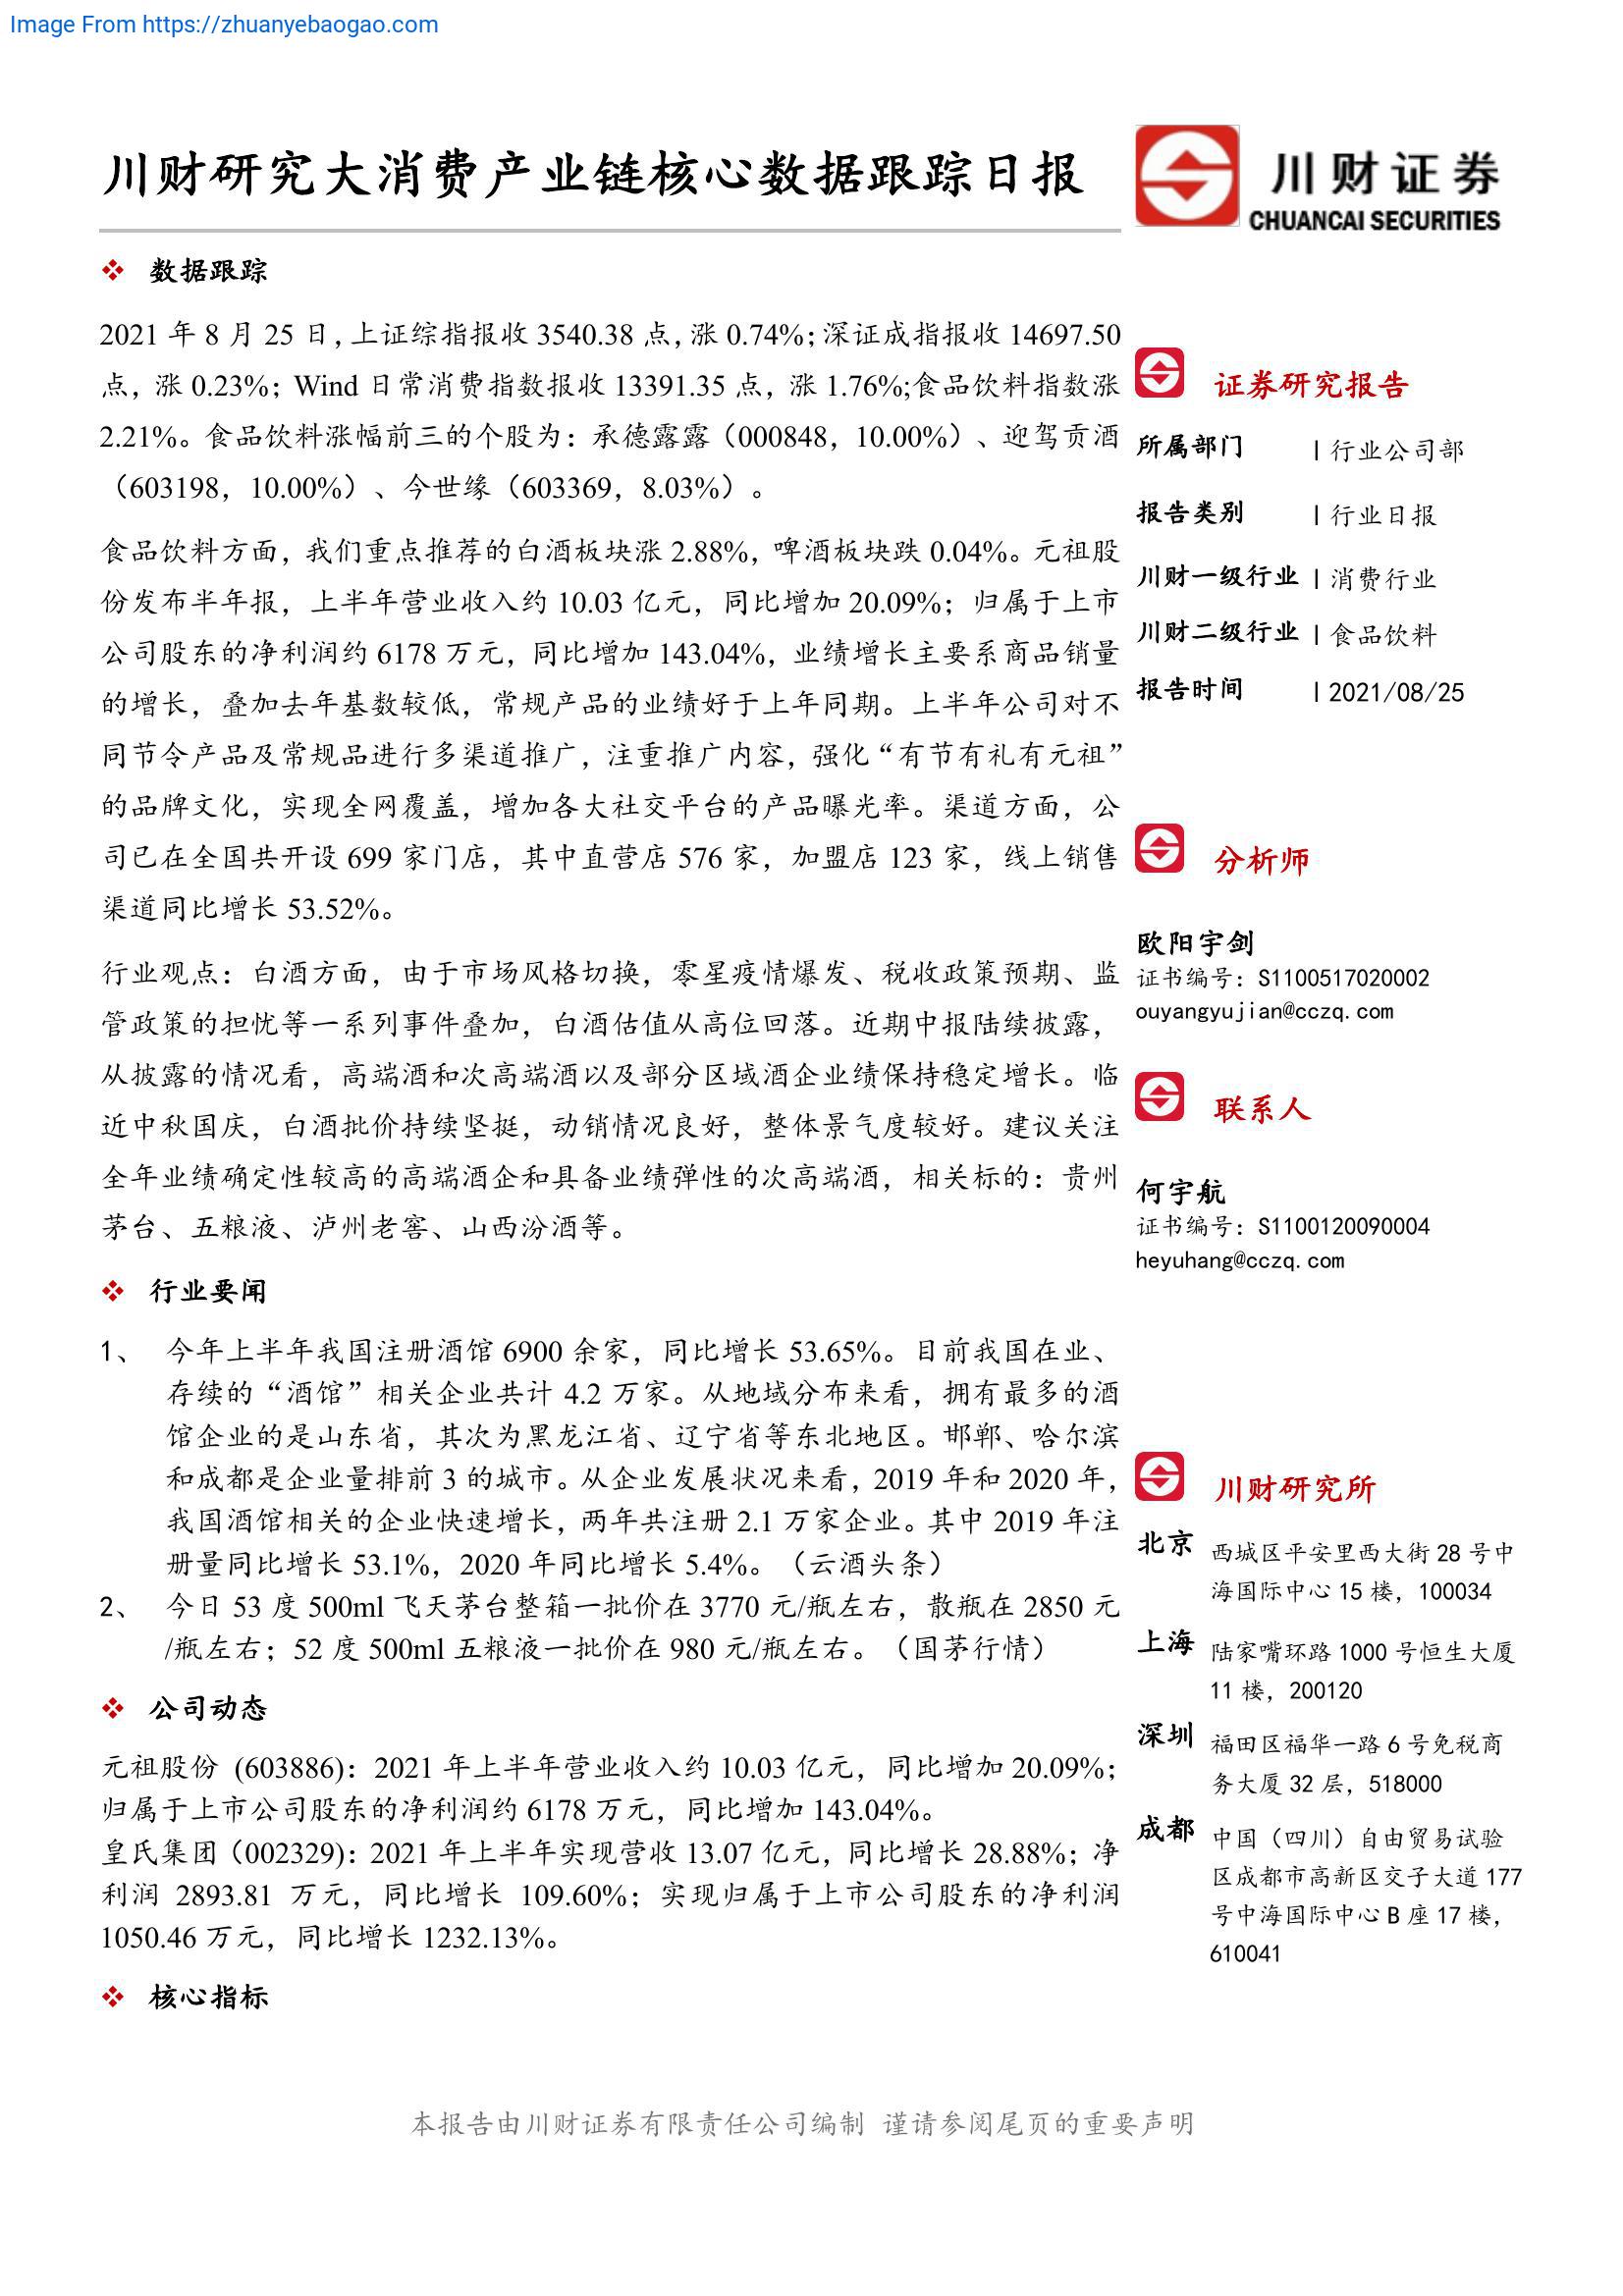 Image From https://zhuanyebaogao.com
川财研究大消费产业链核心数据跟踪日报
川财证券
CHUANCAI SECURITIES
数据跟踪
2021 年 8 月 25 日，上证综指报收 3540.38 点，涨 0.74%；深证成指报收 14697.50
点，涨 0.23%；Wind 日常消费指数报收 13391.35 点，涨 1.76%;食品饮料指数涨
2.21%。食品饮料涨幅前三的个股为：承德露露（000848，10.00%）、迎驾贡酒
（603198，10.00%）、今世缘（603369，8.03%）。
食品饮料方面，我们重点推荐的白酒板块涨 2.88%，啤酒板块跌 0.04%。元祖股
份发布半年报，上半年营业收入约 10.03 亿元，同比增加 20.09%；归属于上市
公司股东的净利润约 6178 万元，同比增加 143.04%，业绩增长主要系商品销量
的增长，叠加去年基数较低，常规产品的业绩好于上年同期。上半年公司对不
同节令产品及常规品进行多渠道推广，注重推广内容，强化“有节有礼有元祖”
的品牌文化，实现全网覆盖，增加各大社交平台的产品曝光率。渠道方面，公
司已在全国共开设 699 家门店，其中直营店 576 家，加盟店 123 家，线上销售
渠道同比增长 53.52%。
行业观点：白酒方面，由于市场风格切换，零星疫情爆发、税收政策预期、监
管政策的担忧等一系列事件叠加，白酒估值从高位回落。近期中报陆续披露，
从披露的情况看，高端酒和次高端酒以及部分区域酒企业绩保持稳定增长。临
近中秋国庆，白酒批价持续坚挺，动销情况良好，整体景气度较好。建议关注
全年业绩确定性较高的高端酒企和具备业绩弹性的次高端酒，相关标的：贵州
茅台、五粮液、泸州老窖、山西汾酒等。
行业要闻
1、 今年上半年我国注册酒馆 6900 余家，同比增长 53.65%。目前我国在业、
存续的“酒馆”相关企业共计 4.2 万家。从地域分布来看，拥有最多的酒
馆企业的是山东省，其次为黑龙江省、辽宁省等东北地区。邯郸、哈尔滨
和成都是企业量排前 3 的城市。从企业发展状况来看，2019 年和 2020 年，
我国酒馆相关的企业快速增长，两年共注册 2.1 万家企业。其中 2019 年注
册量同比增长 53.1%，2020 年同比增长 5.4%。（云酒头条）
2、 今日 53 度 500ml 飞天茅台整箱一批价在 3770 元/瓶左右，散瓶在 2850 元
/瓶左右；52 度 500ml 五粮液一批价在 980 元/瓶左右。（国茅行情）
公司动态
元祖股份 (603886)：2021 年上半年营业收入约 10.03 亿元，同比增加 20.09%；
归属于上市公司股东的净利润约 6178 万元，同比增加 143.04%。
皇氏集团（002329)：2021 年上半年实现营收 13.07 亿元，同比增长 28.88%；净
利润 2893.81 万元，同比增长 109.60%；实现归属于上市公司股东的净利润
1050.46 万元，同比增长 1232.13%。
核心指标
证券研究报告
所属部门 | 行业公司部
报告类别 | 行业日报
川财一级行业 | 消费行业
川财二级行业 | 食品饮料
报告时间 | 2021/08/25
分析师
欧阳宇剑
证书编号：S1100517020002
ouyangyujian@cczq.com
联系人
何宇航
证书编号：S1100120090004
heyuhang@cczq.com
川财研究所
北京 西城区平安里西大街 28 号中
海国际中心 15 楼，100034
上海 陆家嘴环路 1000 号恒生大厦
11 楼，200120
深圳 福田区福华一路 6 号免税商
务大厦 32 层，518000
成都 中国（四川）自由贸易试验
区成都市高新区交子大道 177
号中海国际中心 B 座 17 楼，
610041
本报告由川财证券有限责任公司编制 谨请参阅尾页的重要声明